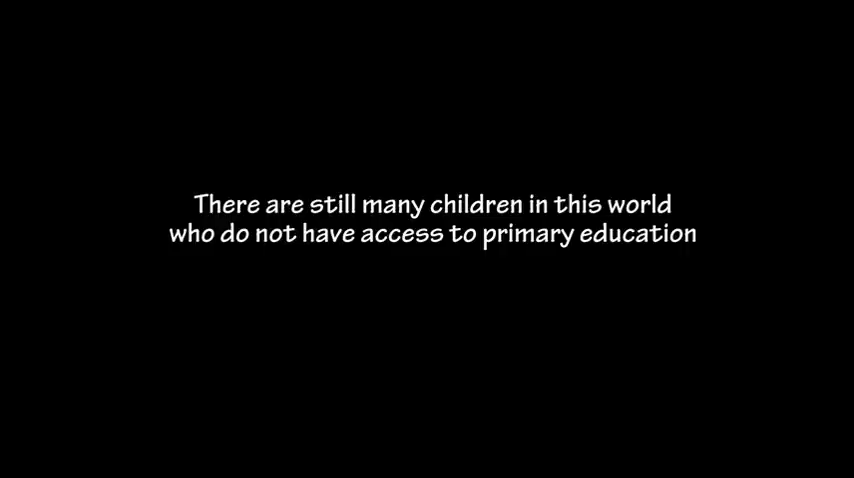 There are still many children in this world
who do not have access to primary education